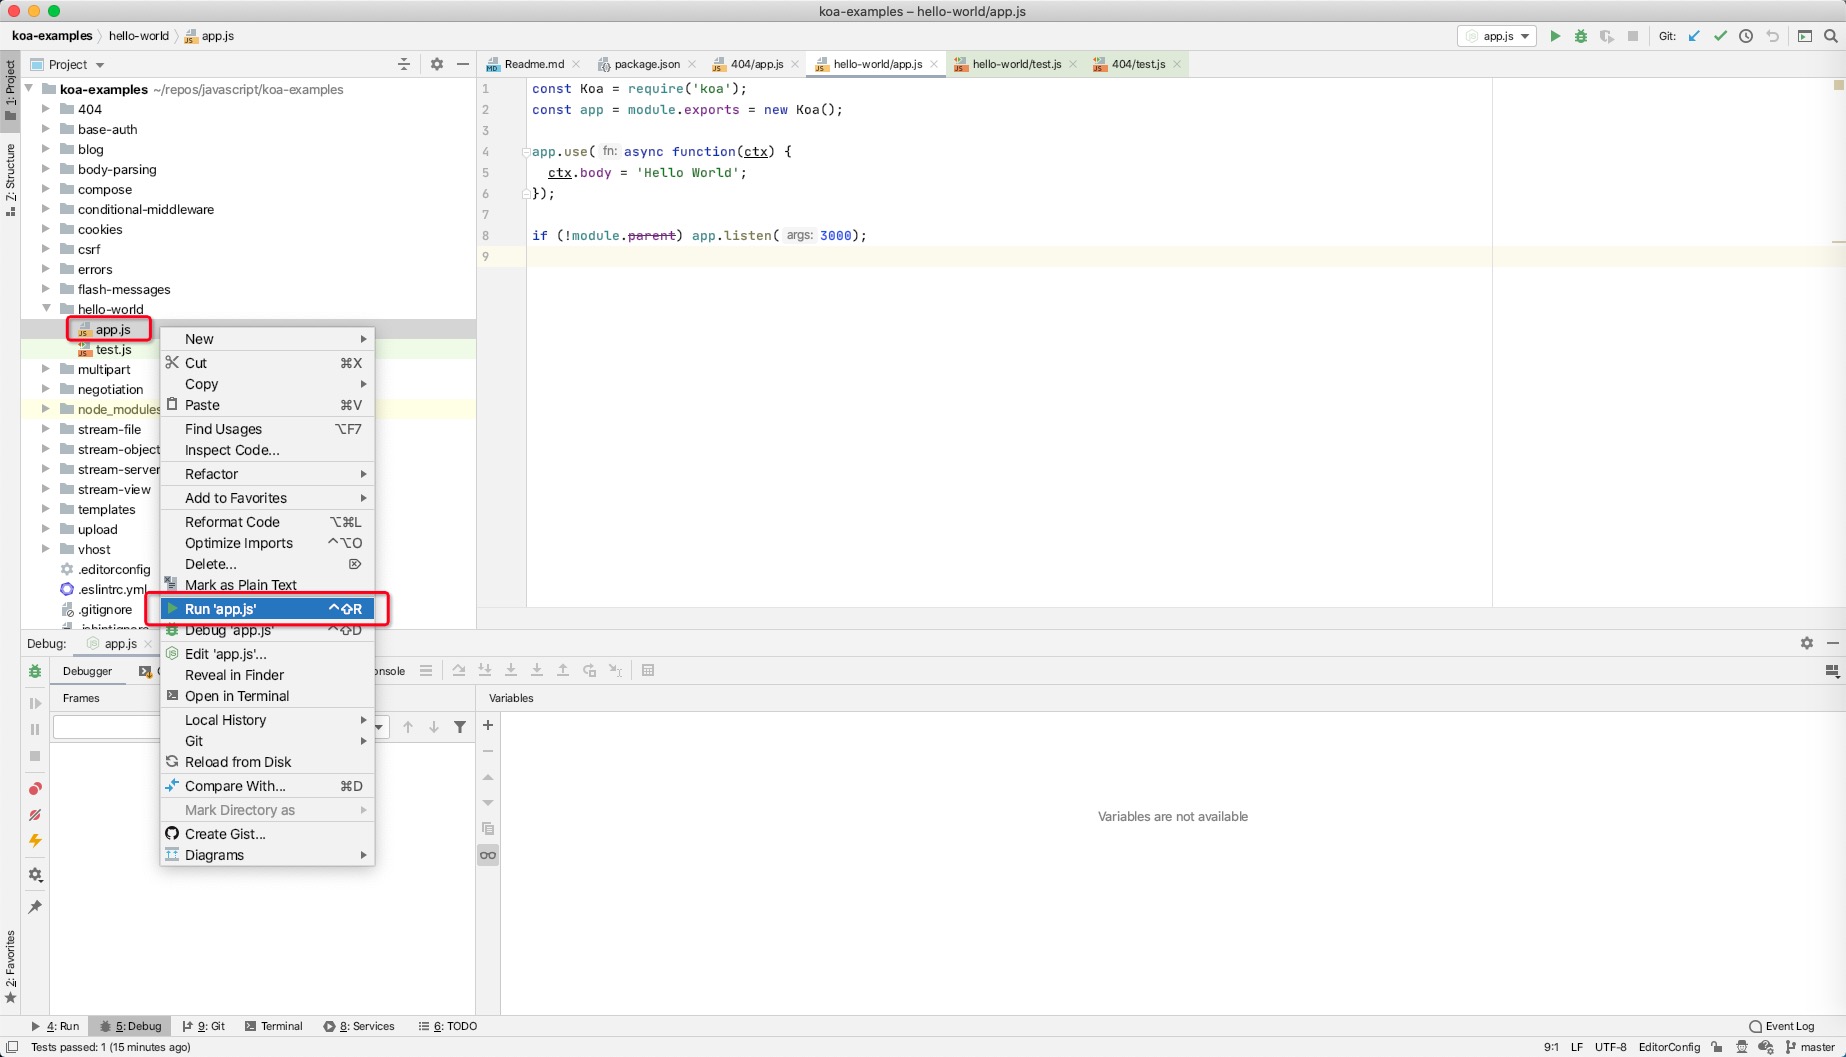 koa-examples – hello-world/app.js
koa-examples hello-world app.js
app.js Git:
1: Project
Z: Structure
2: Favorites
Project
Readme.md package.json 404/app.js hello-world/app.js hello-world/test.js 404/test.js
koa-examples ~/repos/javascript/koa-examples
404
base-auth
blog
body-parsing
compose
conditional-middleware
cookies
csrf
errors
flash-messages
hello-world
app.js
test.js
multipart
negotiation
node_modules
stream-file
stream-object
stream-server
stream-view
templates
upload
vhost
.editorconfig
.eslintrc.yml
.gitignore
1 const Koa = require('koa');
2 const app = module.exports = new Koa();
3
4 app.use( fn: async function(ctx) {
5 ctx.body = 'Hello World';
6 });
7
8 if (!module.parent) app.listen( args: 3000);
9
New
Cut ⌘X
Copy
Paste ⌘V
Find Usages ⌥F7
Inspect Code...
Refactor
Add to Favorites
Reformat Code ⌥⌘L
Optimize Imports ^⌥O
Delete... ⌦
Mark as Plain Text
Run 'app.js' ^⇧R
Debug 'app.js' ^⇧D
Edit 'app.js'...
Reveal in Finder
Open in Terminal
Local History
Git
Reload from Disk
Compare With... ⌘D
Mark Directory as
Create Gist...
Diagrams
Debug: app.js
Debugger onsole
Frames Variables
Variables are not available
4: Run 5: Debug 9: Git Terminal 8: Services 6: TODO Event Log
Tests passed: 1 (15 minutes ago) 9:1 LF UTF-8 EditorConfig master